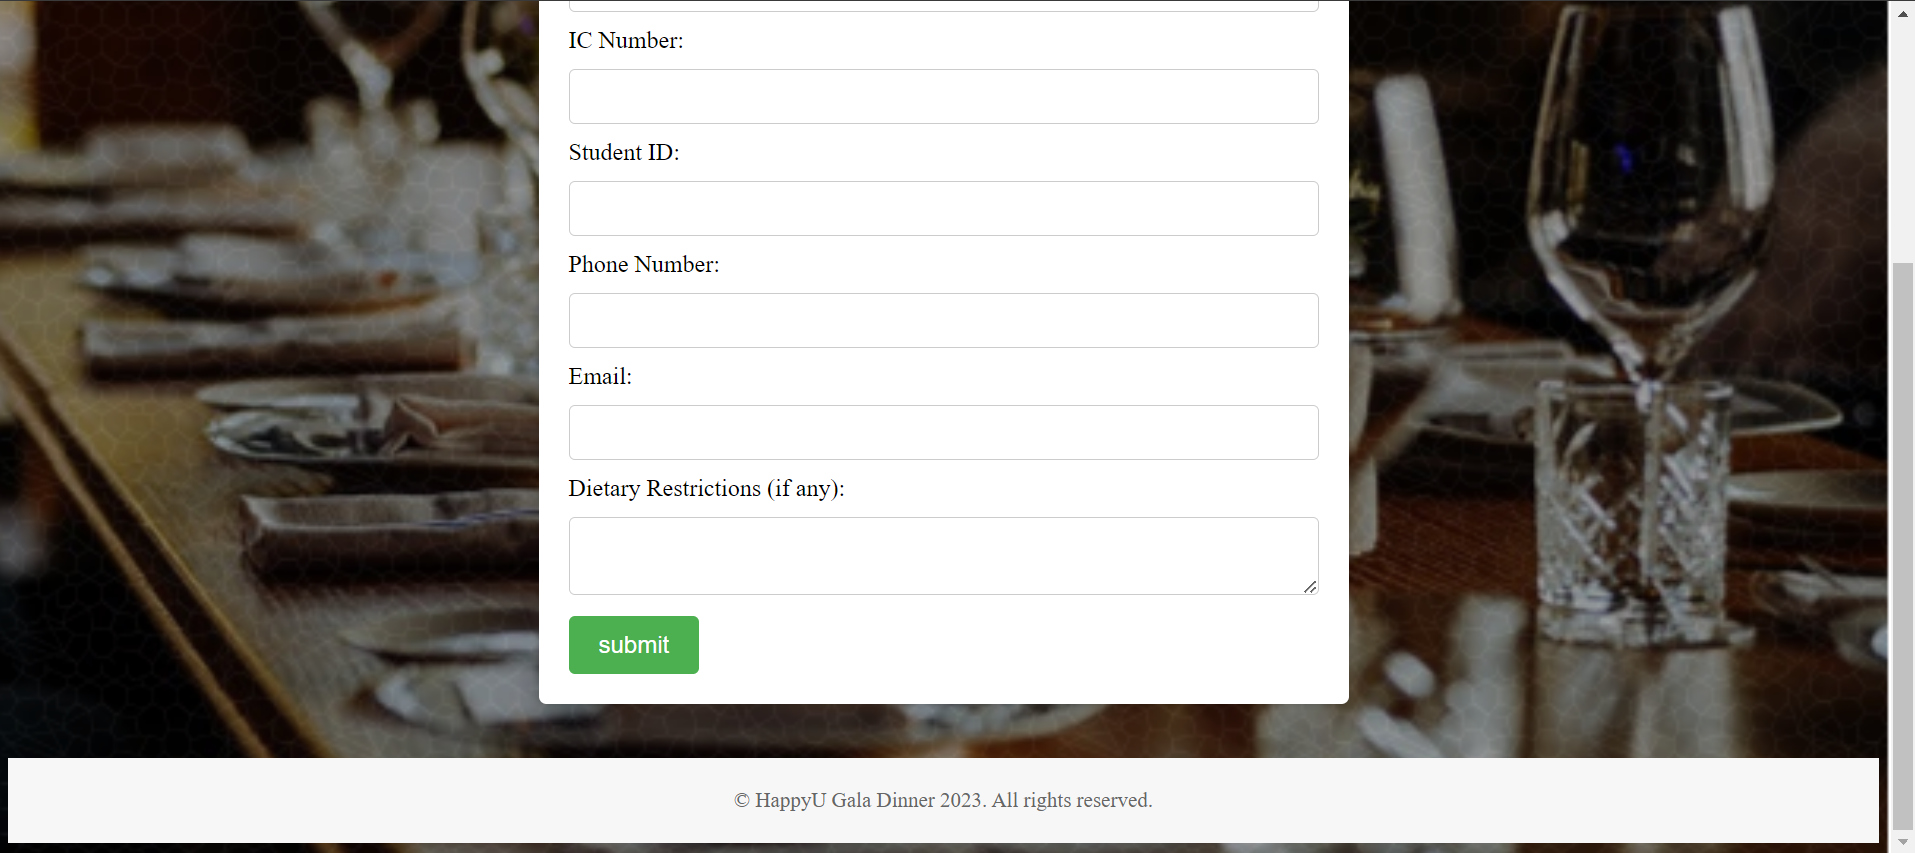 IC Number:
Student ID:
Phone Number:
Email:
Dietary Restrictions (if any):
submit
© HappyU Gala Dinner 2023. All rights reserved.